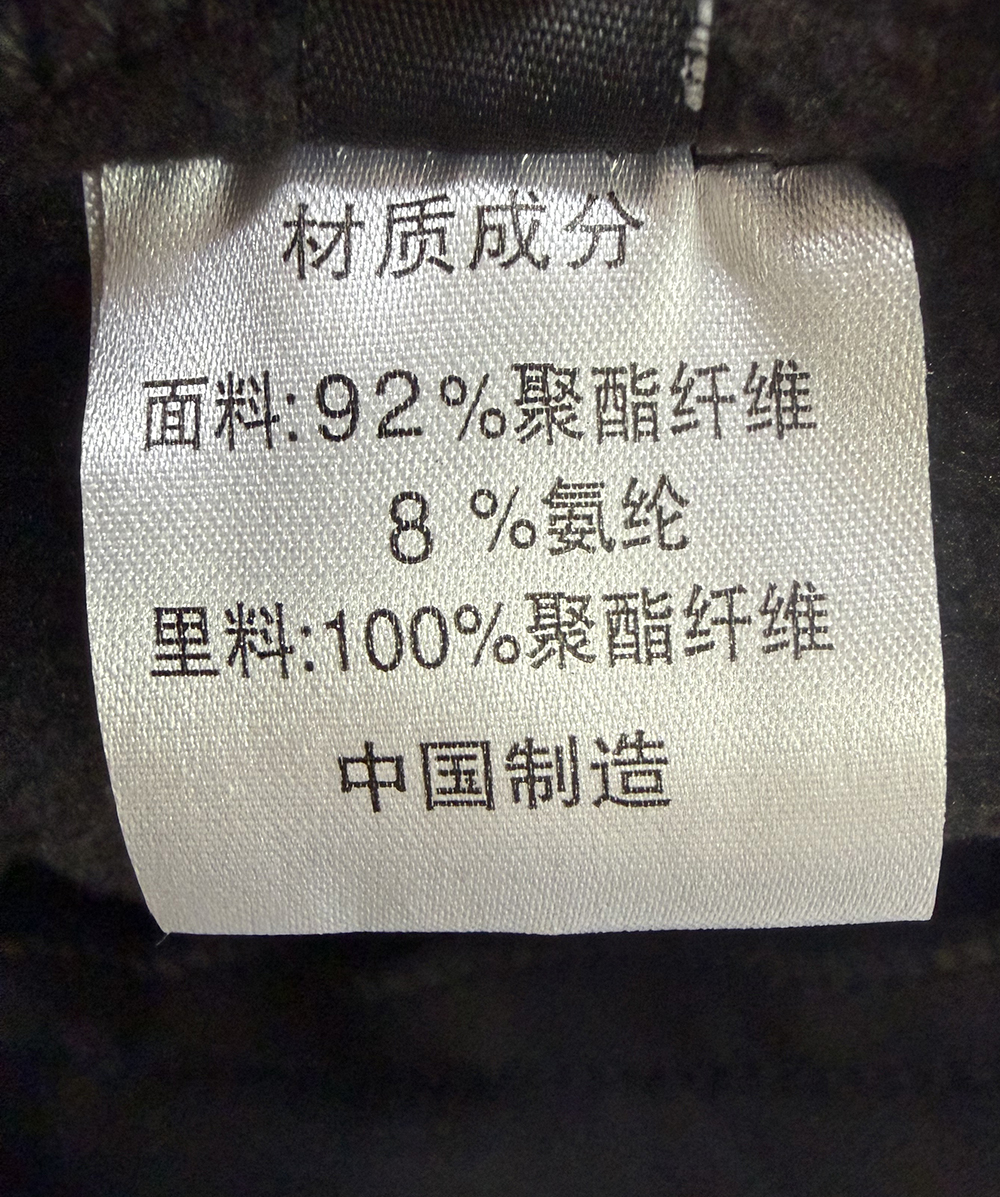 材质成分
面料:92%聚酯纤维
8 %氨纶
里料:100%聚酯纤维
中国制造